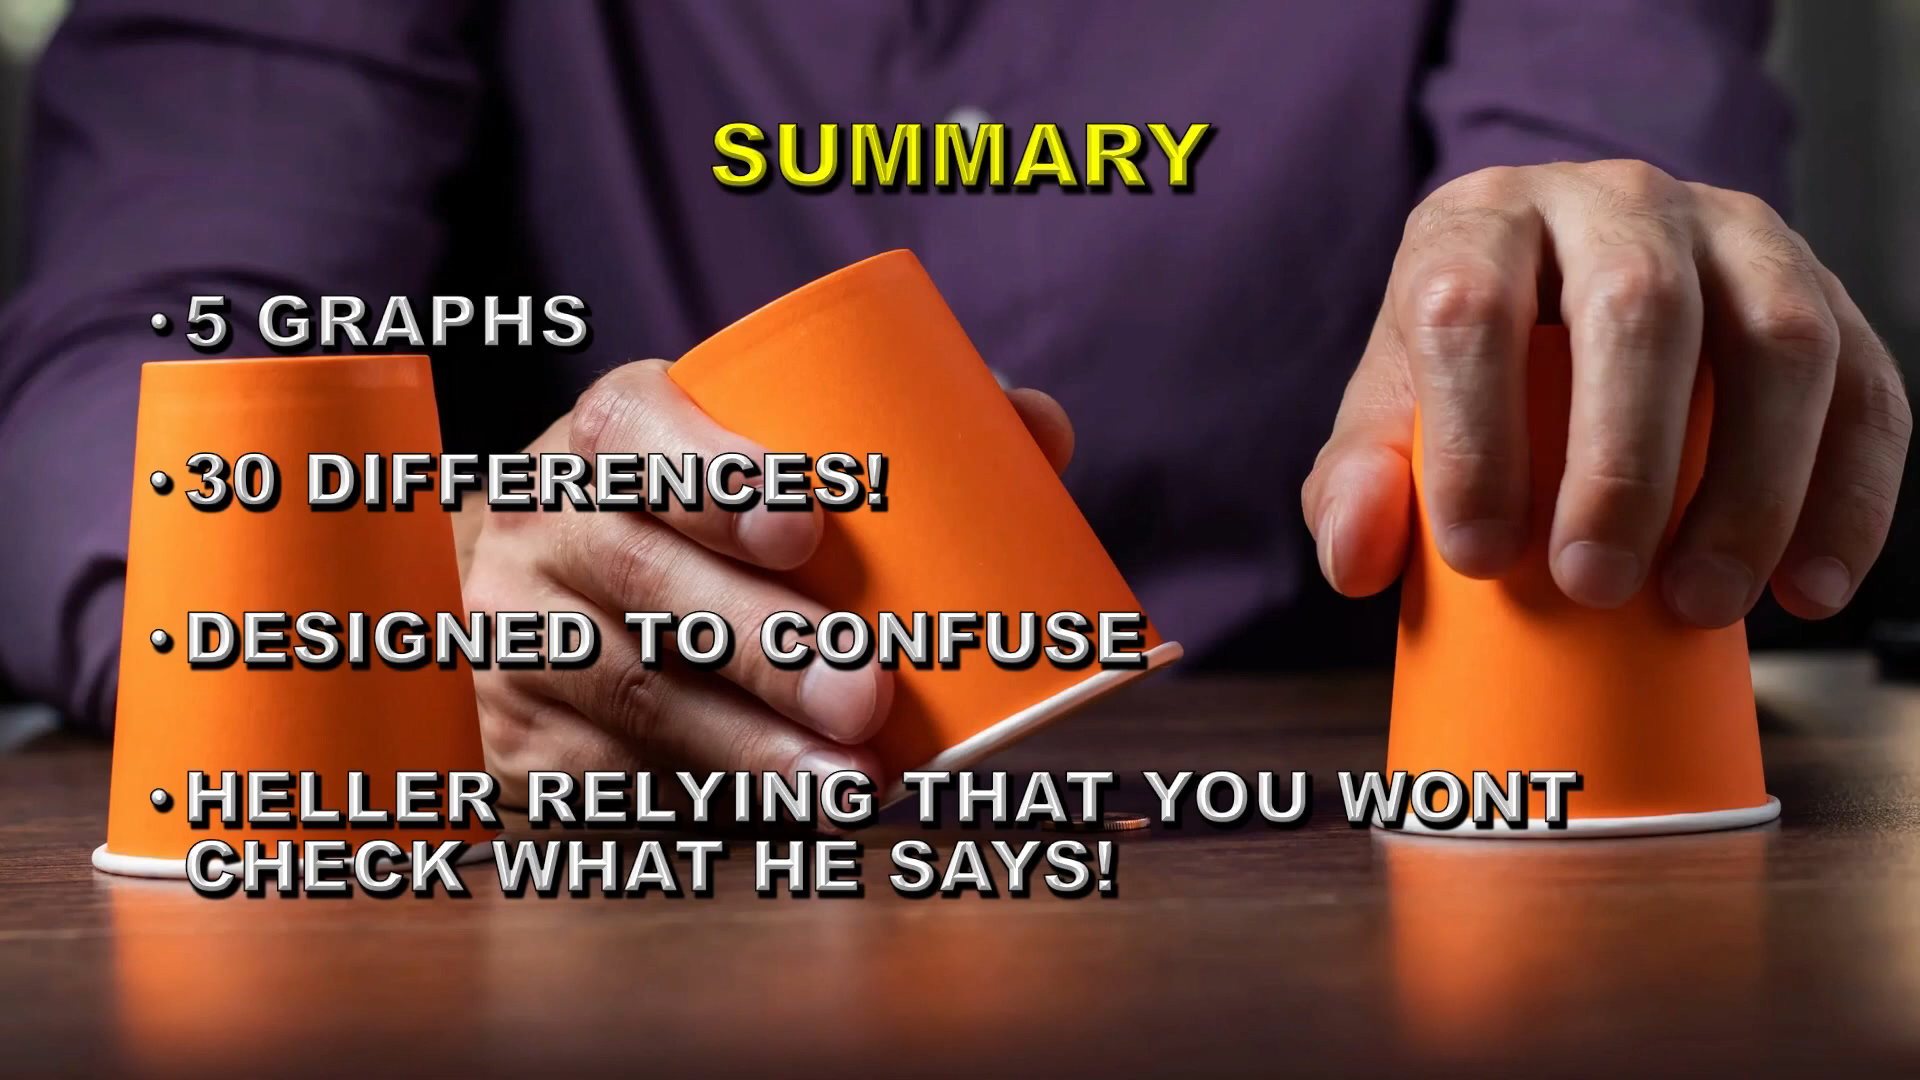 SUMMARY
• 5 GRAPHS
• 30 DIFFERENCES!
• DESIGNED TO CONFUSE
• HELLER RELYING THAT YOU WONT
CHECK WHAT HE SAYS!